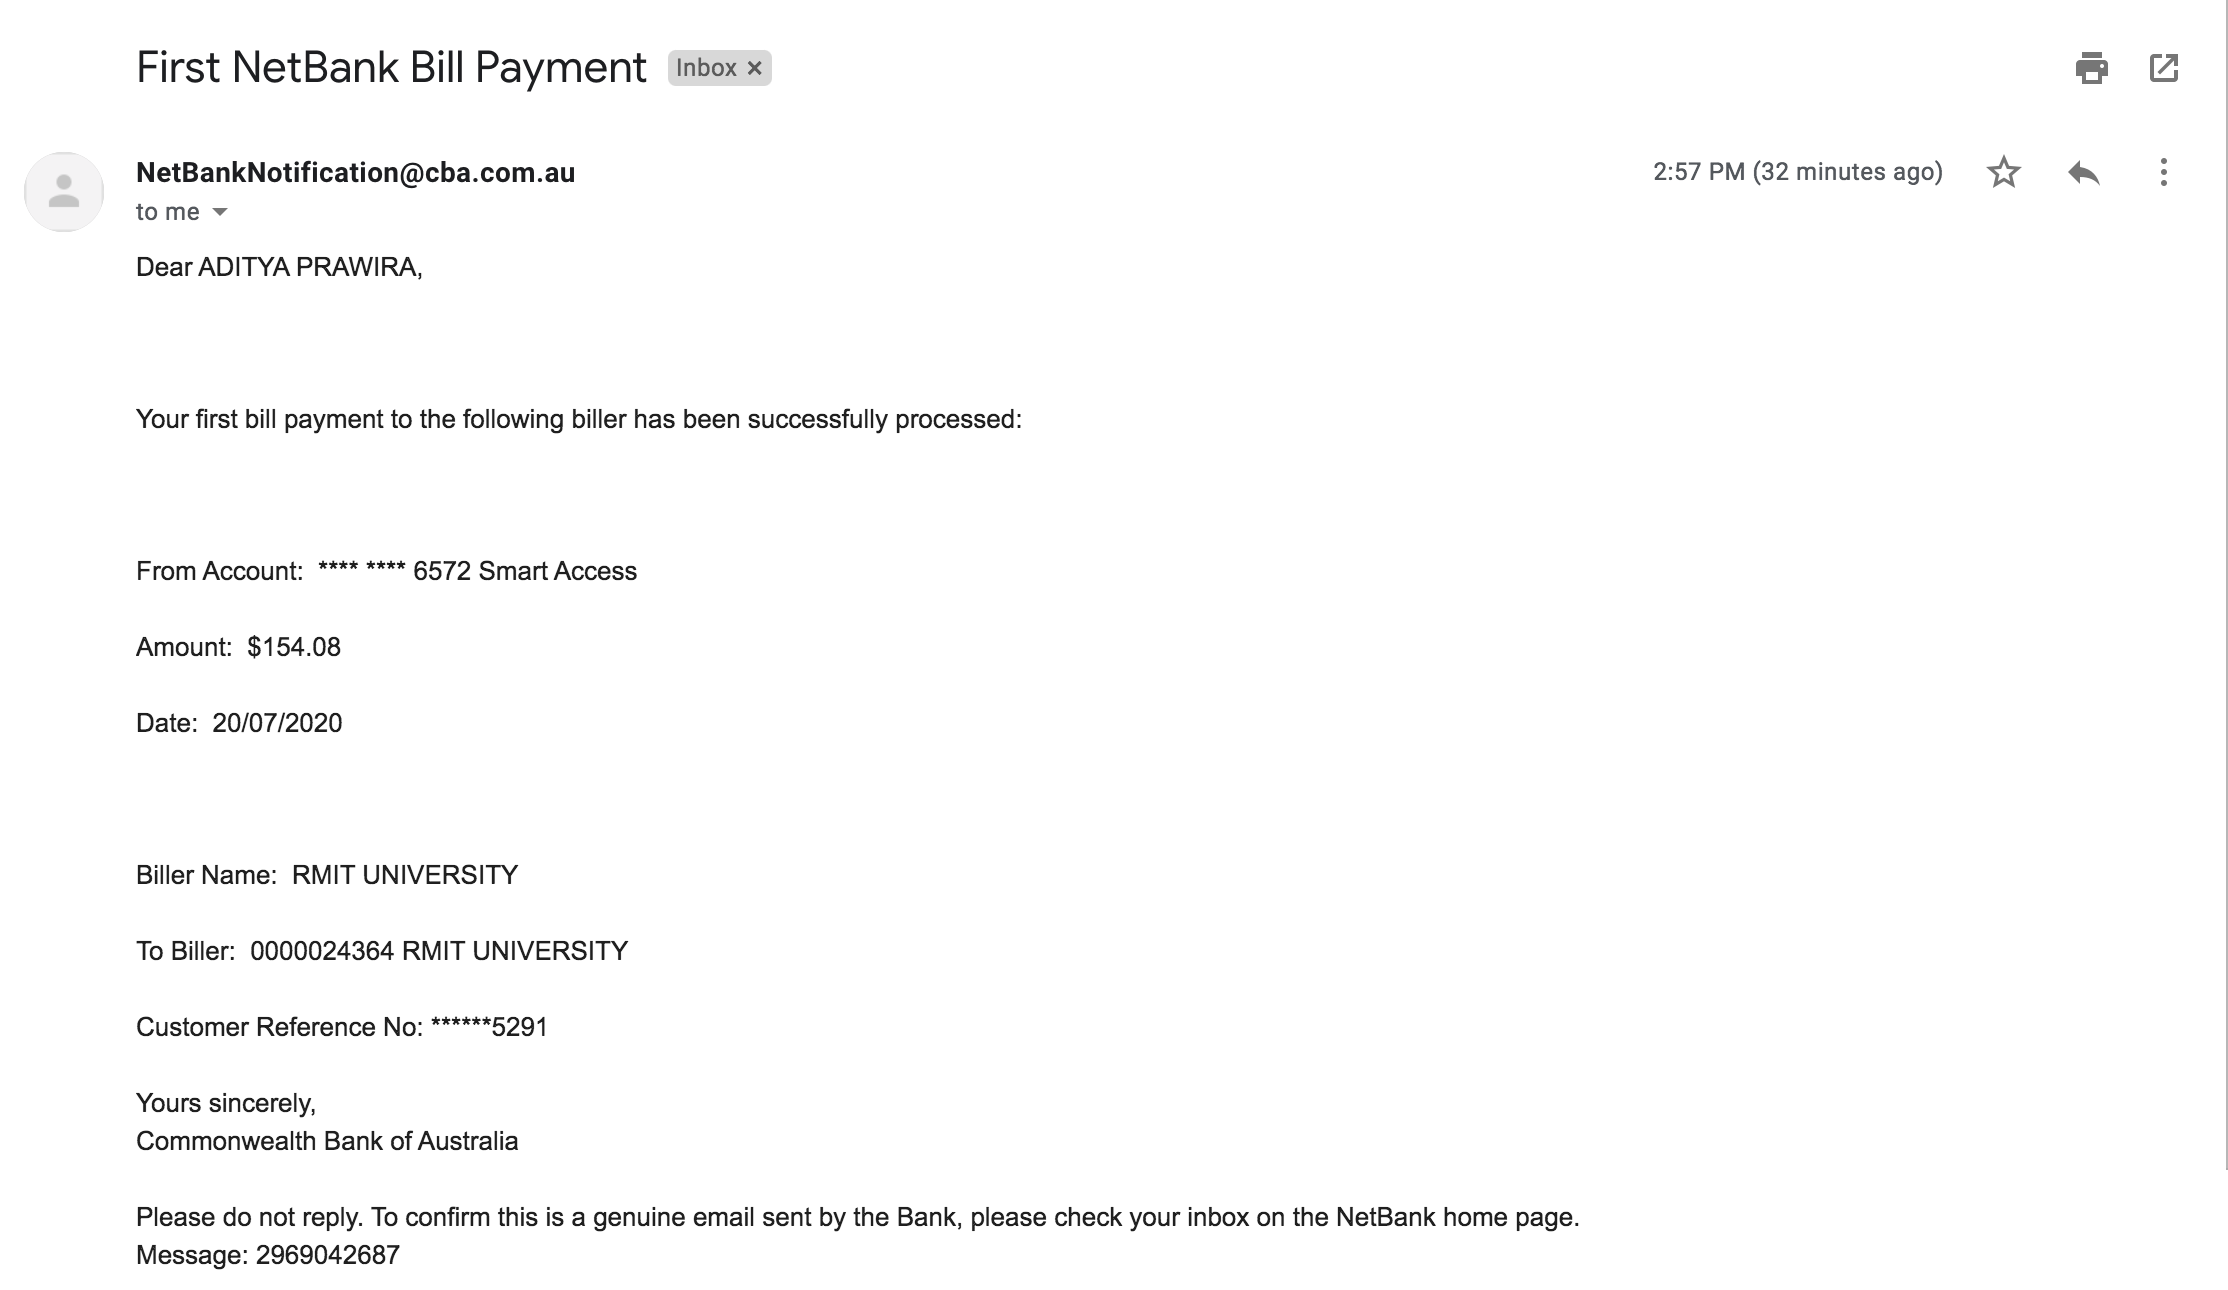 First NetBank Bill Payment Inbox ×
NetBankNotification@cba.com.au 2:57 PM (32 minutes ago)
to me
Dear ADITYA PRAWIRA,
Your first bill payment to the following biller has been successfully processed:
From Account:  **** **** 6572 Smart Access
Amount:  $154.08
Date:  20/07/2020
Biller Name:  RMIT UNIVERSITY
To Biller:  0000024364 RMIT UNIVERSITY
Customer Reference No: ******5291
Yours sincerely,
Commonwealth Bank of Australia
Please do not reply. To confirm this is a genuine email sent by the Bank, please check your inbox on the NetBank home page.
Message: 2969042687